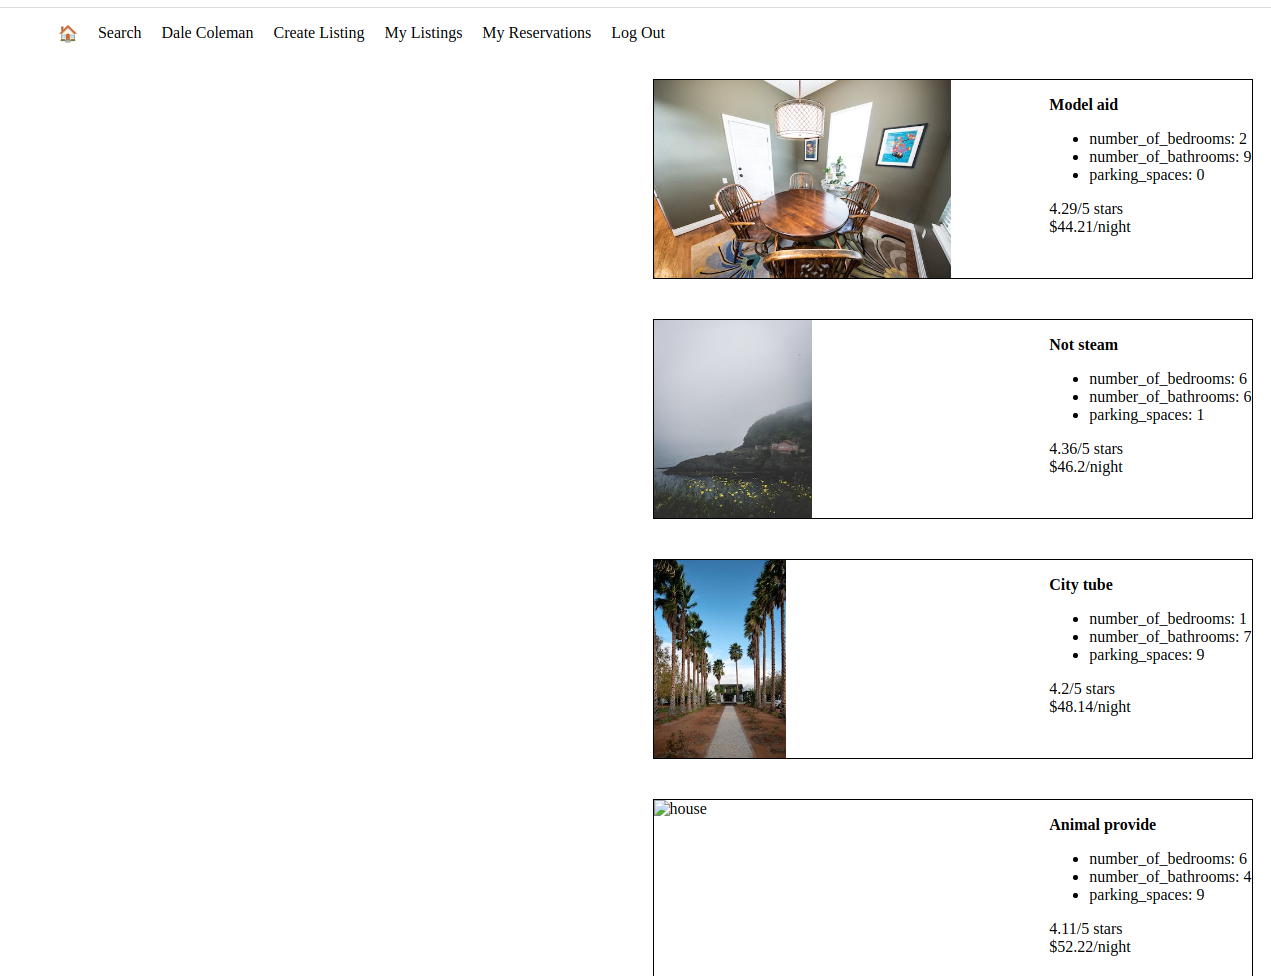 🏠 Search Dale Coleman Create Listing My Listings My Reservations Log Out
Model aid
• number_of_bedrooms: 2
• number_of_bathrooms: 9
• parking_spaces: 0
4.29/5 stars
$44.21/night
Not steam
• number_of_bedrooms: 6
• number_of_bathrooms: 6
• parking_spaces: 1
4.36/5 stars
$46.2/night
City tube
• number_of_bedrooms: 1
• number_of_bathrooms: 7
• parking_spaces: 9
4.2/5 stars
$48.14/night
house
Animal provide
• number_of_bedrooms: 6
• number_of_bathrooms: 4
• parking_spaces: 9
4.11/5 stars
$52.22/night